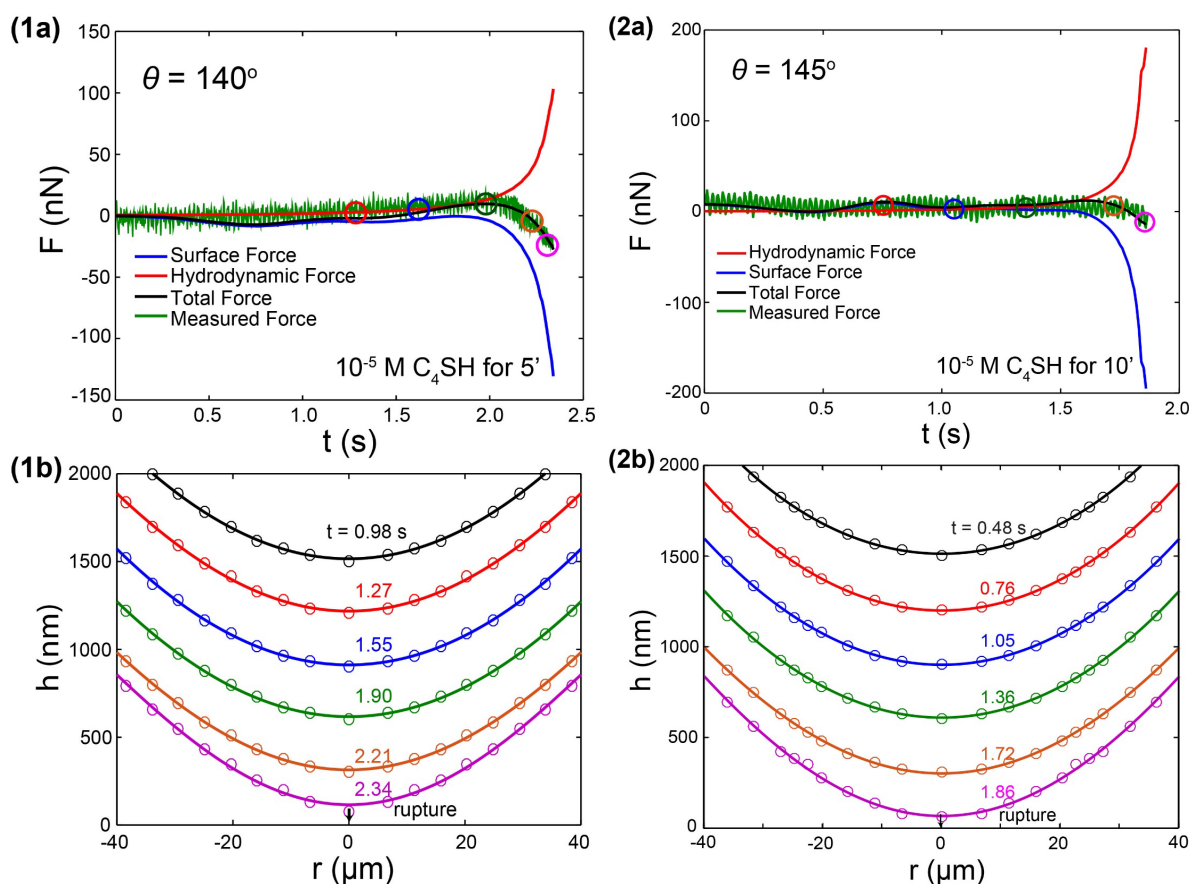 (1a)
150
100
50
0
-50
-100
-150
F (nN)
θ = 140°
Surface Force
Hydrodynamic Force
Total Force
Measured Force
10⁻⁵ M C₄SH for 5'
0
0.5
1.0
1.5
2.0
2.5
t (s)
(2a)
200
100
0
-100
-200
F (nN)
θ = 145°
Hydrodynamic Force
Surface Force
Total Force
Measured Force
10⁻⁵ M C₄SH for 10'
0
0.5
1.0
1.5
2.0
t (s)
(1b)
2000
1500
1000
500
0
h (nm)
t = 0.98 s
1.27
1.55
1.90
2.21
2.34
rupture
-40
-20
0
20
40
r (μm)
(2b)
2000
1500
1000
500
0
h (nm)
t = 0.48 s
0.76
1.05
1.36
1.72
1.86
rupture
-40
-20
0
20
40
r (μm)